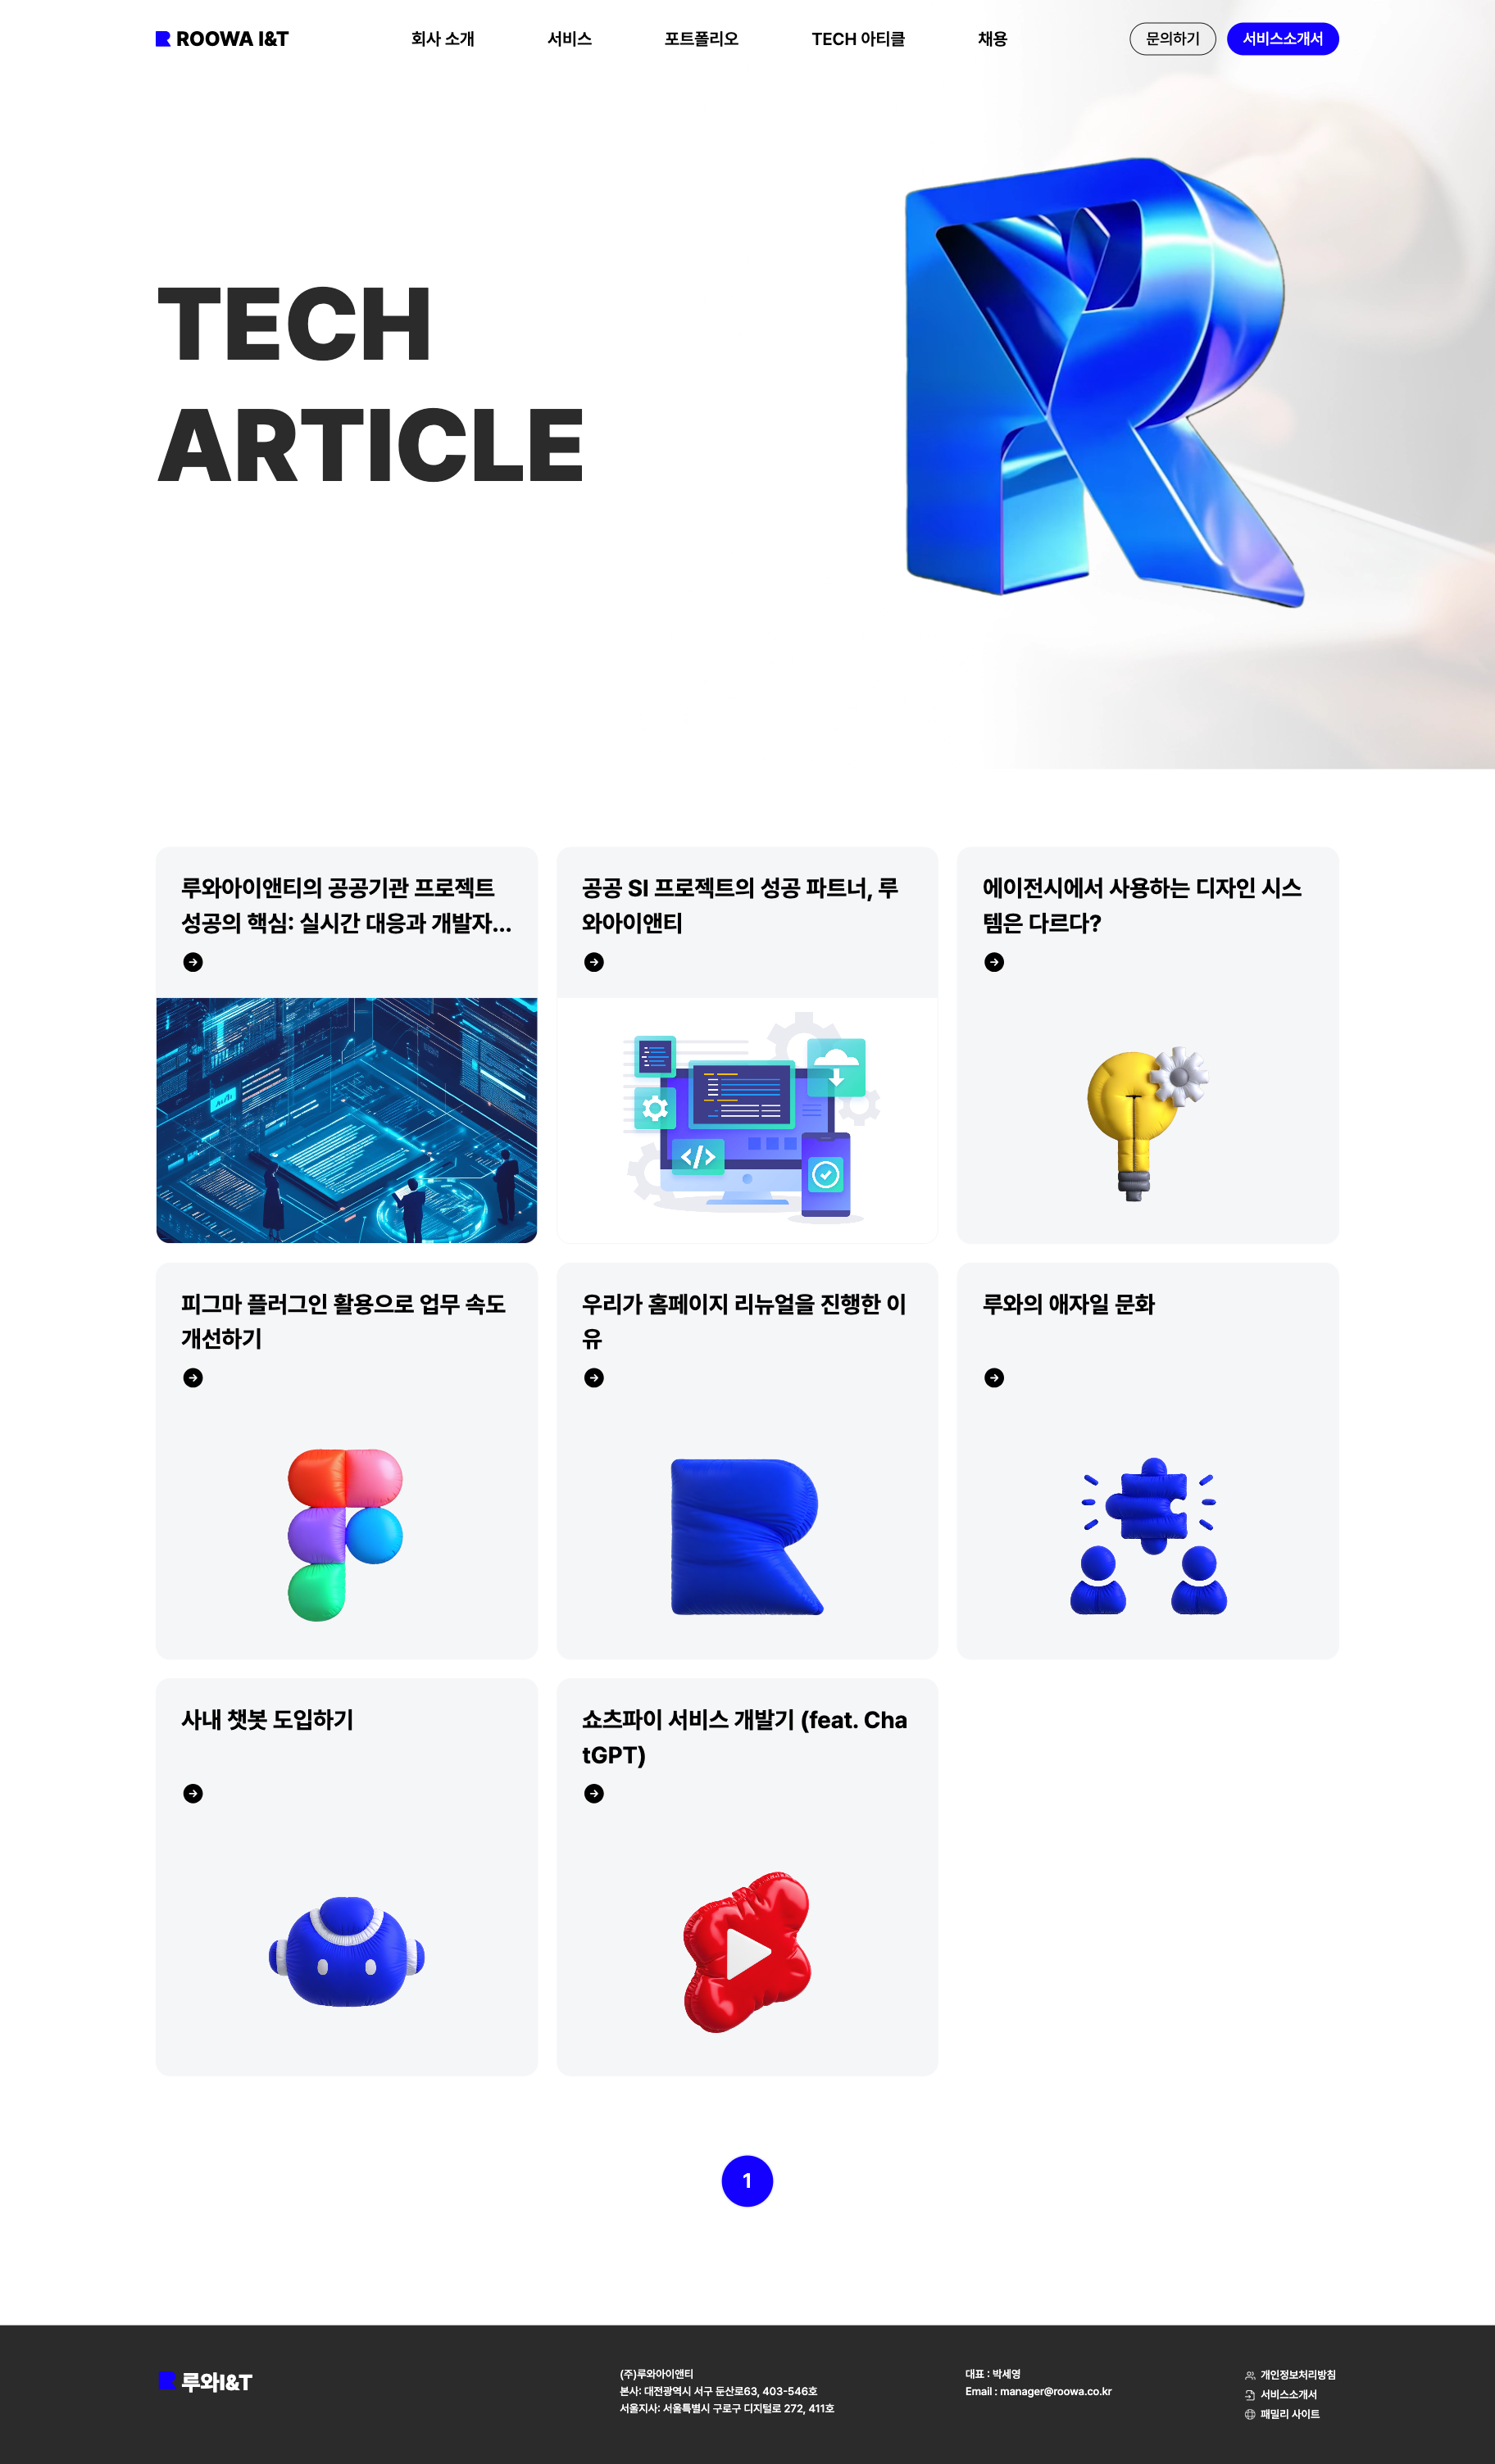 ROOWA I&T
회사 소개
서비스
포트폴리오
TECH 아티클
채용
문의하기
서비스소개서
TECH
ARTICLE
루와아이앤티의 공공기관 프로젝트
성공의 핵심: 실시간 대응과 개발자...
공공 SI 프로젝트의 성공 파트너, 루
와아이앤티
에이전시에서 사용하는 디자인 시스
템은 다르다?
</>
피그마 플러그인 활용으로 업무 속도
개선하기
우리가 홈페이지 리뉴얼을 진행한 이
유
루와의 애자일 문화
사내 챗봇 도입하기
쇼츠파이 서비스 개발기 (feat. Cha
tGPT)
1
루와I&T
(주)루와아이앤티
본사: 대전광역시 서구 둔산로63, 403-546호
서울지사: 서울특별시 구로구 디지털로 272, 411호
대표 : 박세영
Email : manager@roowa.co.kr
개인정보처리방침
서비스소개서
패밀리 사이트